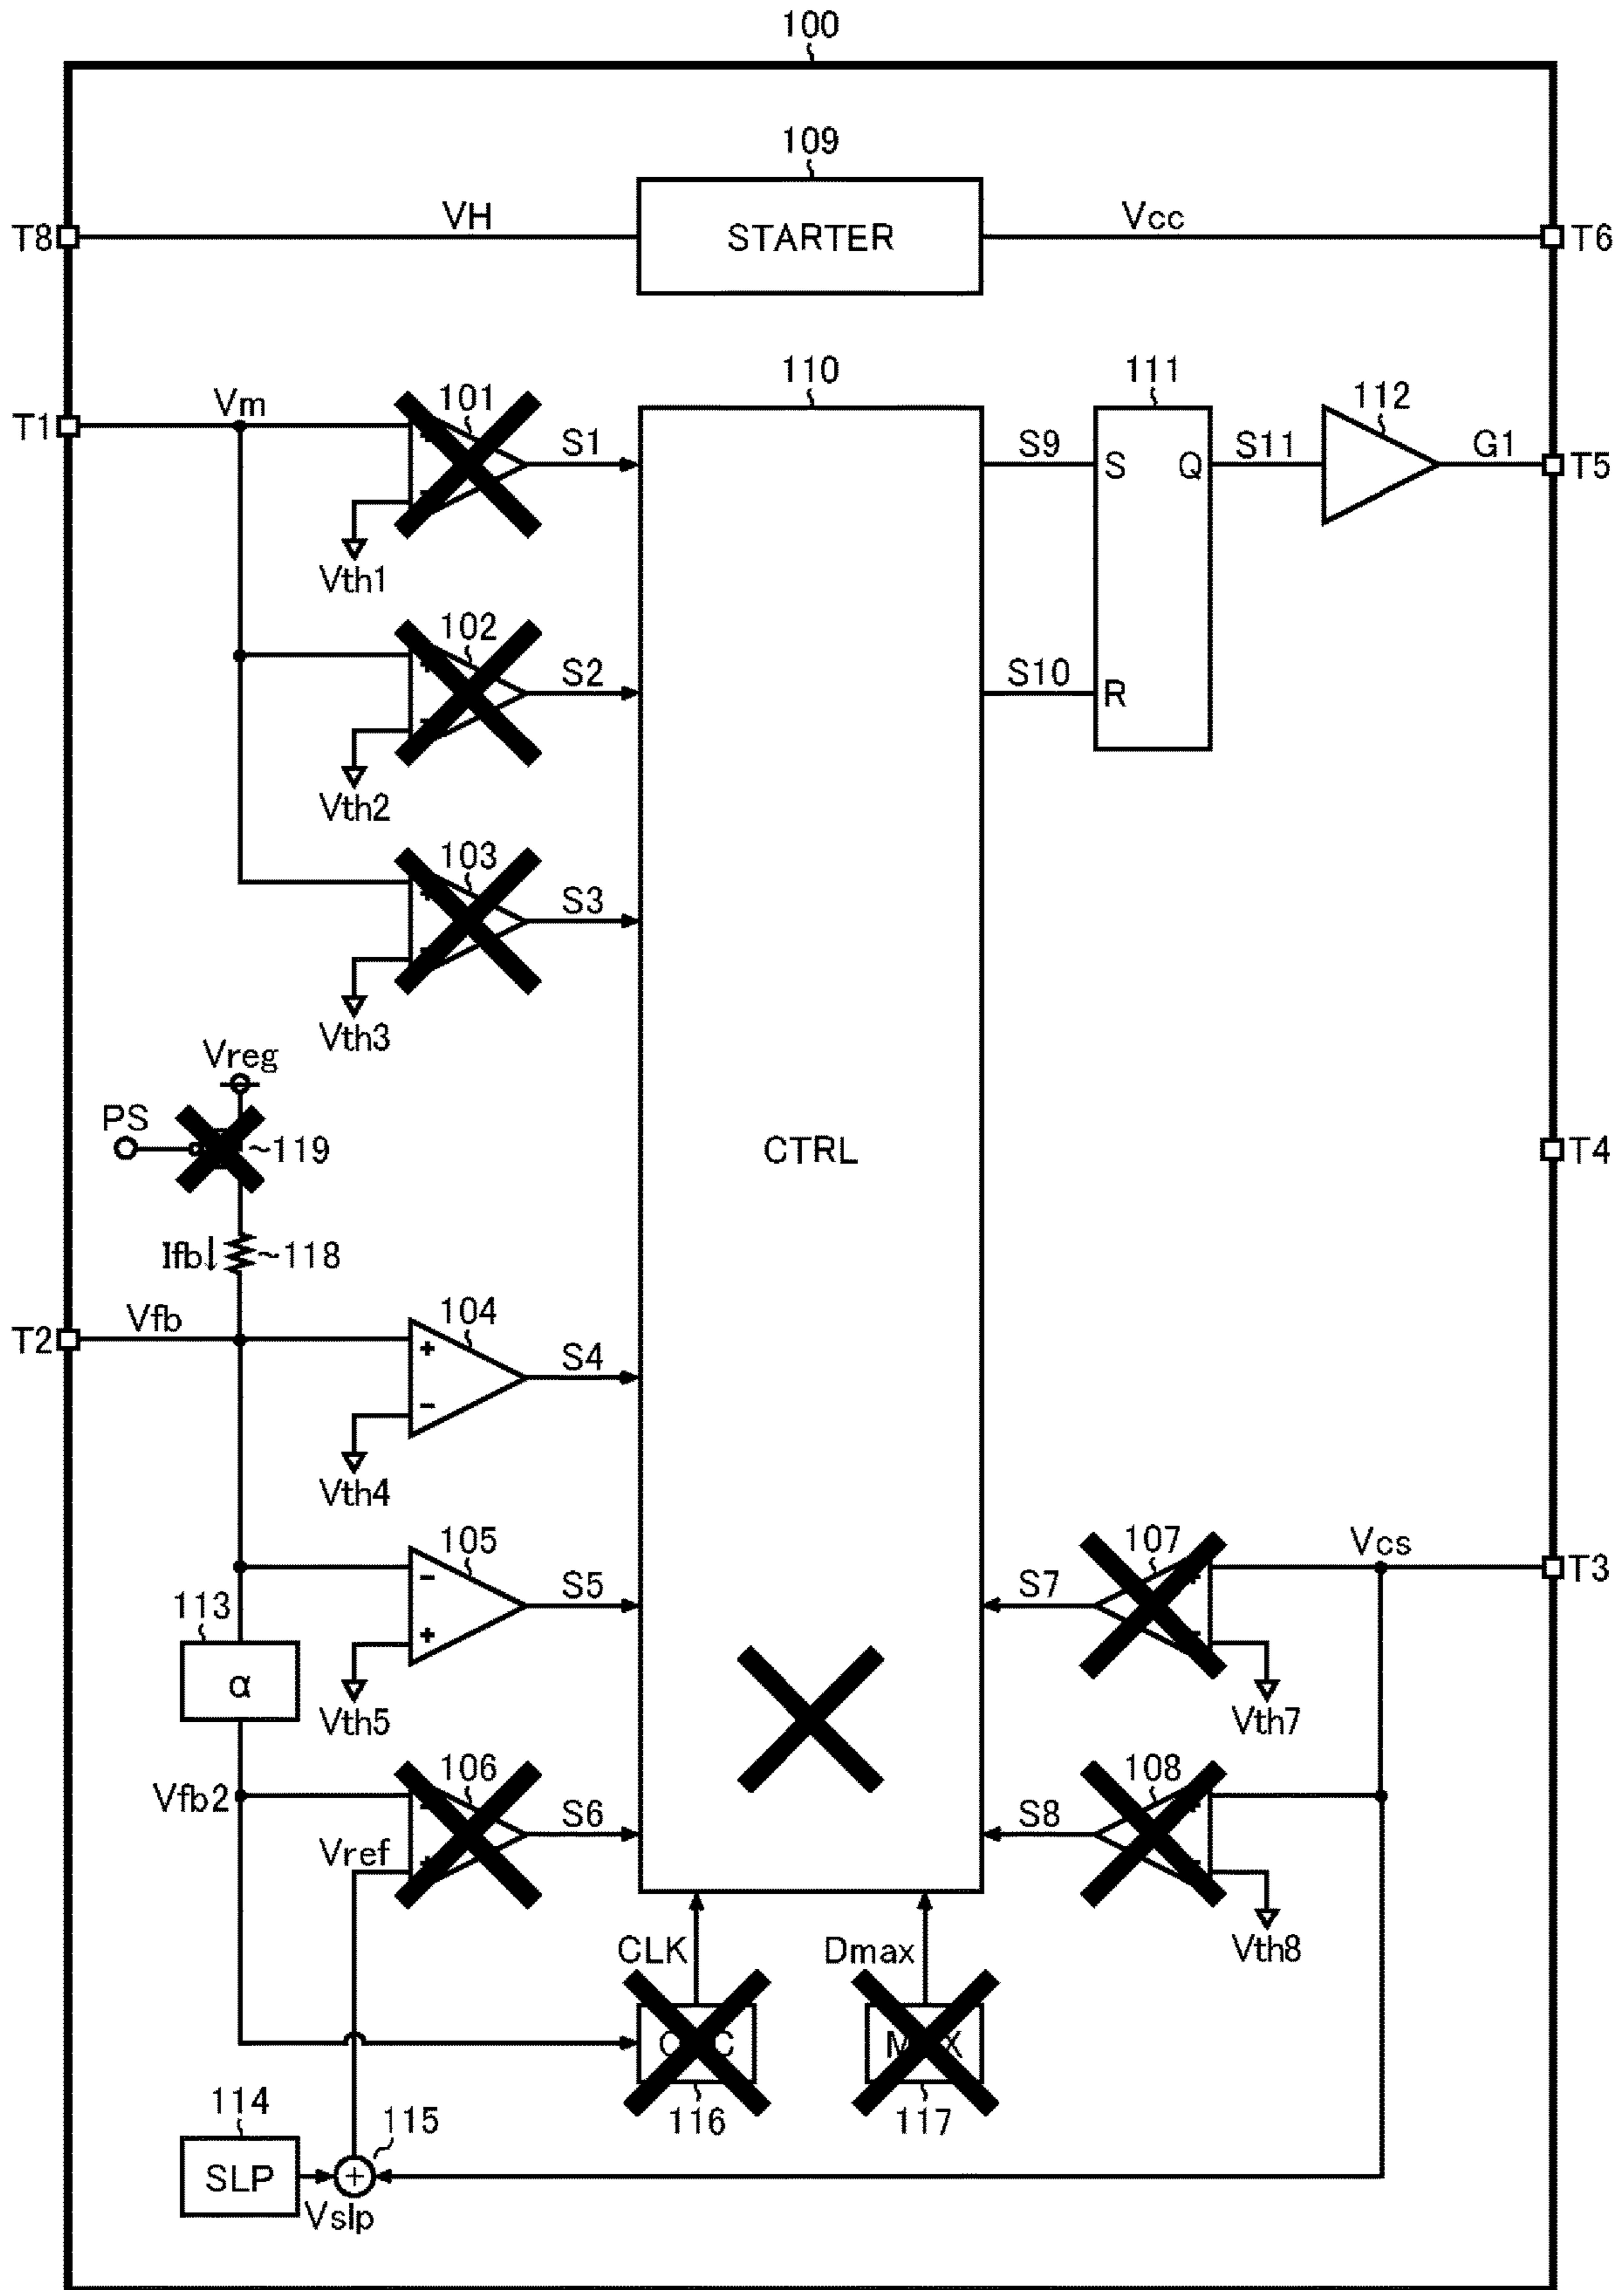 100
109
T8
VH
STARTER
Vcc
T6
T1
Vm
101
S1
Vth1
110
111
112
S9
S
Q
S11
G1
T5
102
S2
Vth2
S10
R
103
S3
Vth3
CTRL
Vreg
PS
~119
T4
Ifb↓
~118
T2
Vfb
104
+
−
S4
Vth4
105
−
+
S5
Vth5
113
α
107
S7
Vcs
T3
Vth7
Vfb2
106
S6
Vref
108
S8
Vth8
CLK
Dmax
116
117
114
SLP
115
+
Vslp